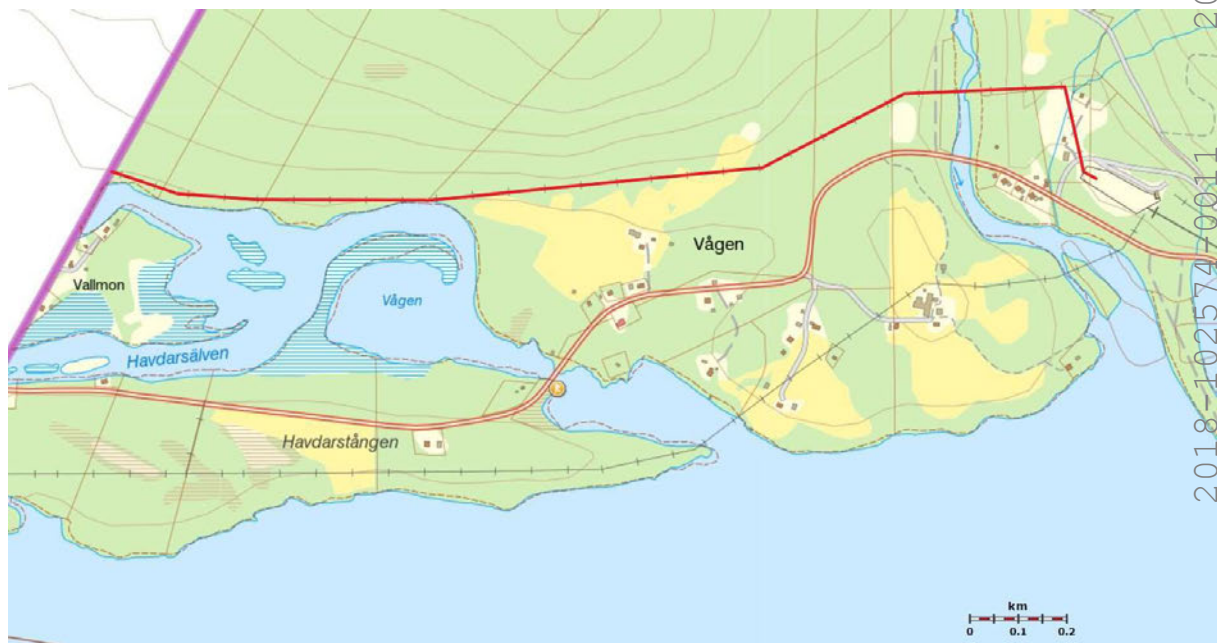 Vågen
Vallmon
Vågen
Havdarsälven
Havdarstången
km
0 0.1 0.2
2018-102574-0011